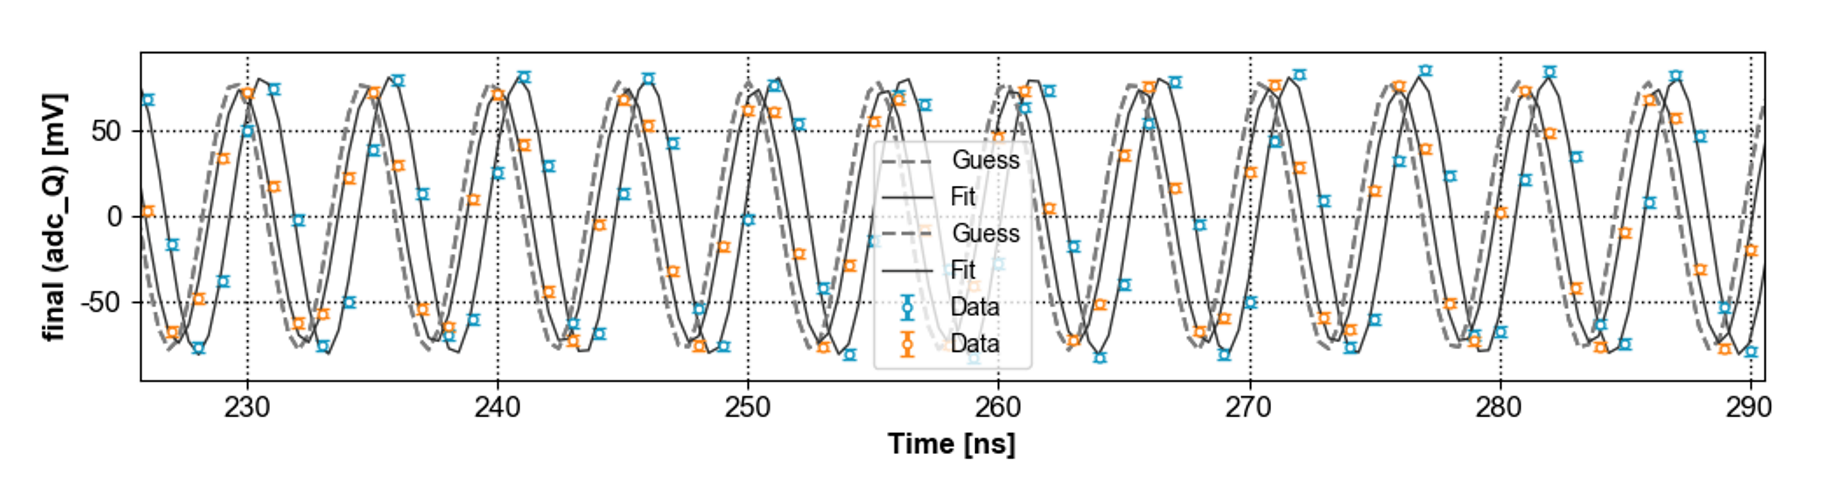 final (adc_Q) [mV]
50
0
-50
Guess
Fit
Guess
Fit
Data
Data
230 240 250 260 270 280 290
Time [ns]